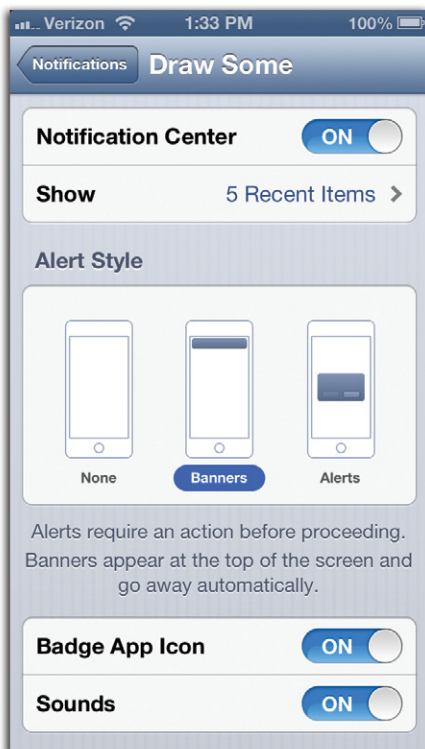 Verizon 1:33 PM 100%
Notifications Draw Some
Notification Center ON
Show 5 Recent Items
Alert Style
None Banners Alerts
Alerts require an action before proceeding.
Banners appear at the top of the screen and
go away automatically.
Badge App Icon ON
Sounds ON